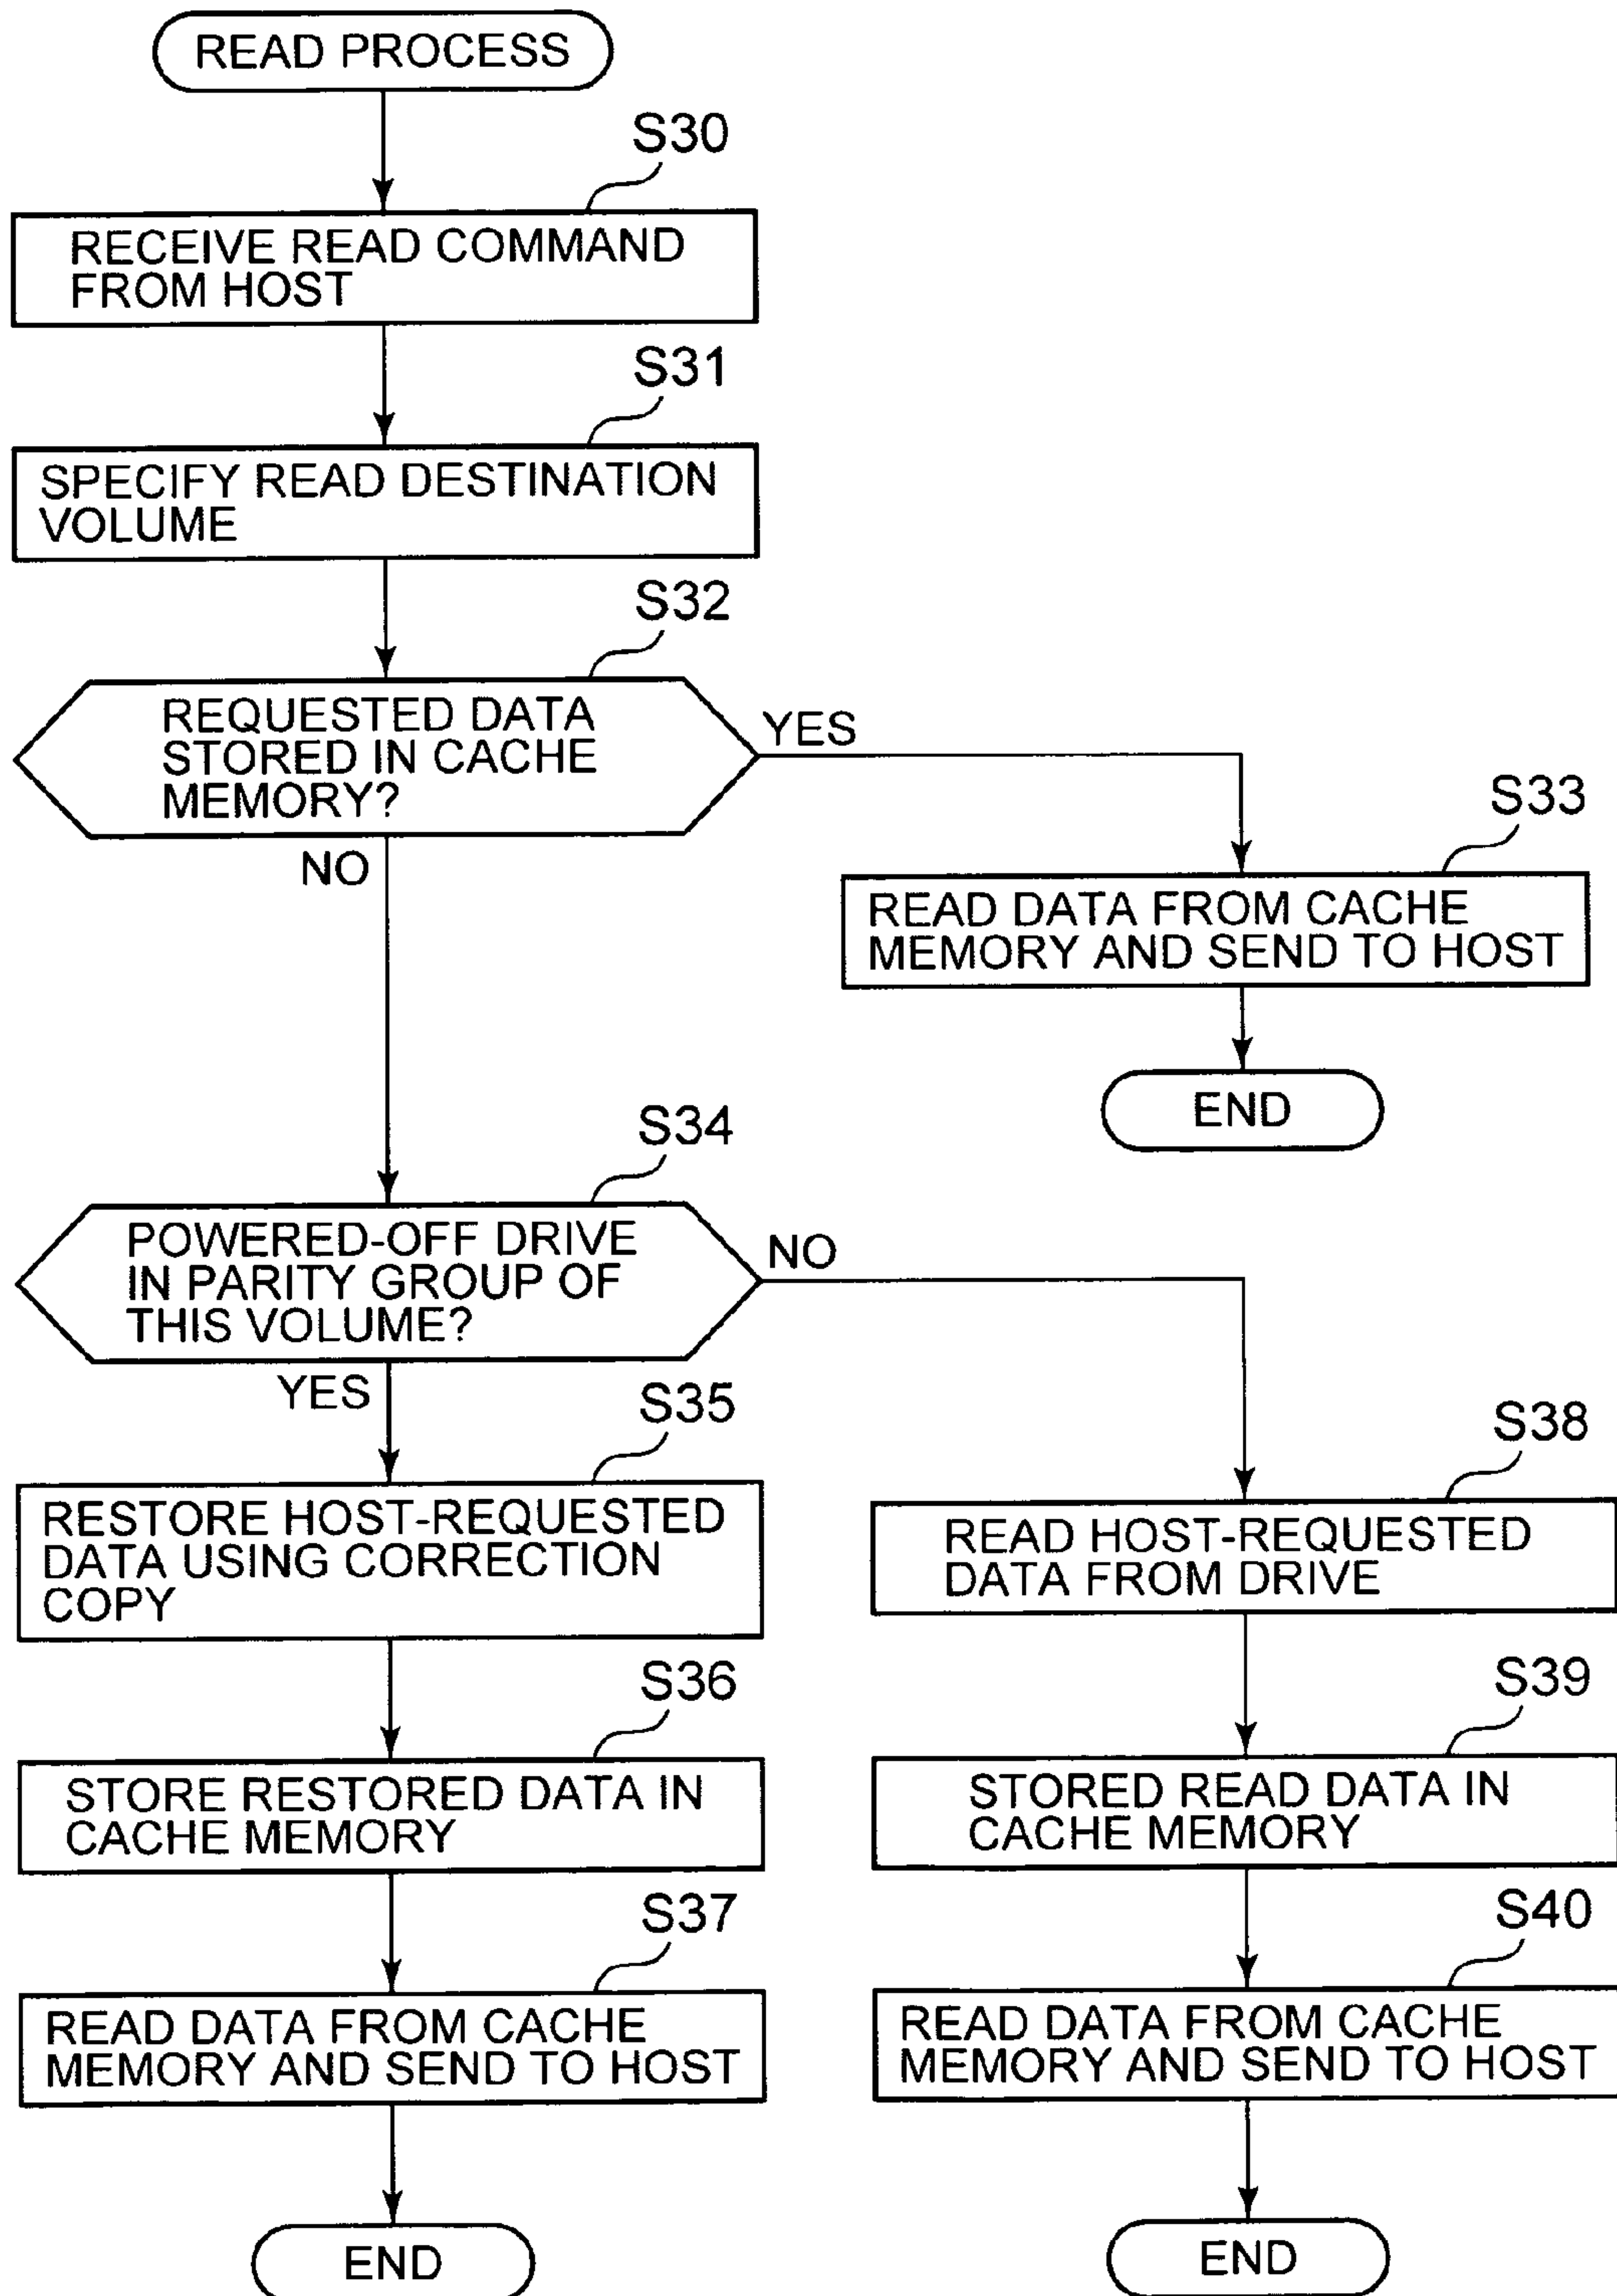 READ PROCESS
S30
RECEIVE READ COMMAND
FROM HOST
S31
SPECIFY READ DESTINATION
VOLUME
S32
REQUESTED DATA
STORED IN CACHE
MEMORY?
YES
NO
S33
READ DATA FROM CACHE
MEMORY AND SEND TO HOST
END
S34
POWERED-OFF DRIVE
IN PARITY GROUP OF
THIS VOLUME?
NO
YES
S35
RESTORE HOST-REQUESTED
DATA USING CORRECTION
COPY
S36
STORE RESTORED DATA IN
CACHE MEMORY
S37
READ DATA FROM CACHE
MEMORY AND SEND TO HOST
END
S38
READ HOST-REQUESTED
DATA FROM DRIVE
S39
STORED READ DATA IN
CACHE MEMORY
S40
READ DATA FROM CACHE
MEMORY AND SEND TO HOST
END